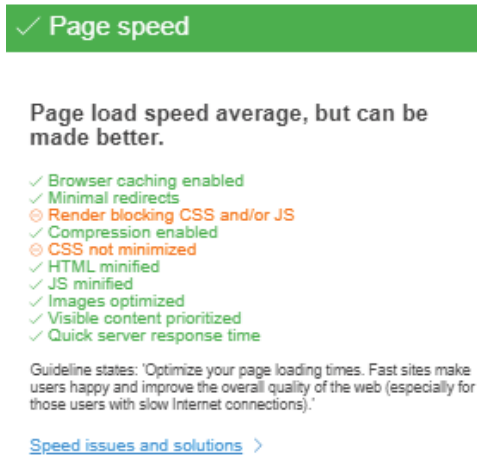 Page speed
Page load speed average, but can be
made better.
Browser caching enabled
Minimal redirects
Render blocking CSS and/or JS
Compression enabled
CSS not minimized
HTML minified
JS minified
Images optimized
Visible content prioritized
Quick server response time
Guideline states: 'Optimize your page loading times. Fast sites make
users happy and improve the overall quality of the web (especially for
those users with slow Internet connections).'
Speed issues and solutions